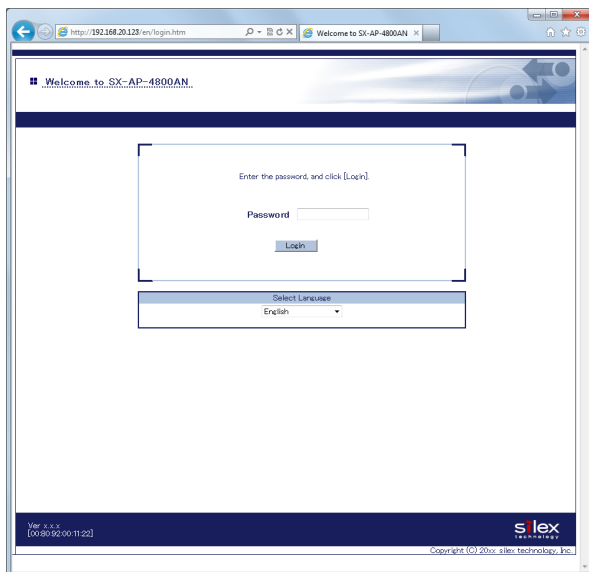 http://192.168.20.128/en/login.htm
Welcome to SX-AP-4800AN
Welcome to SX-AP-4800AN
Enter the password, and click [Login].
Password
Login
Select Language
English
Ver x.x.x
[00:80:92:00:11:22]
silex
technology
Copyright (C) 20xx silex technology, Inc.